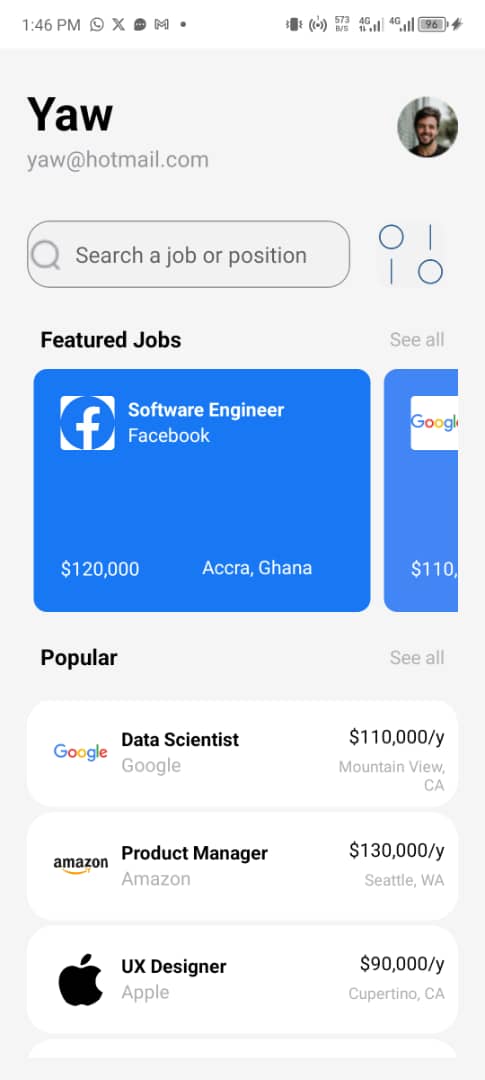 1:46 PM
573 B/S 4G 4G 96
Yaw
yaw@hotmail.com
Search a job or position
Featured Jobs See all
Software Engineer
Facebook
Google
$120,000 Accra, Ghana $110,
Popular See all
Google Data Scientist $110,000/y
Google Mountain View,
CA
amazon Product Manager $130,000/y
Amazon Seattle, WA
UX Designer $90,000/y
Apple Cupertino, CA